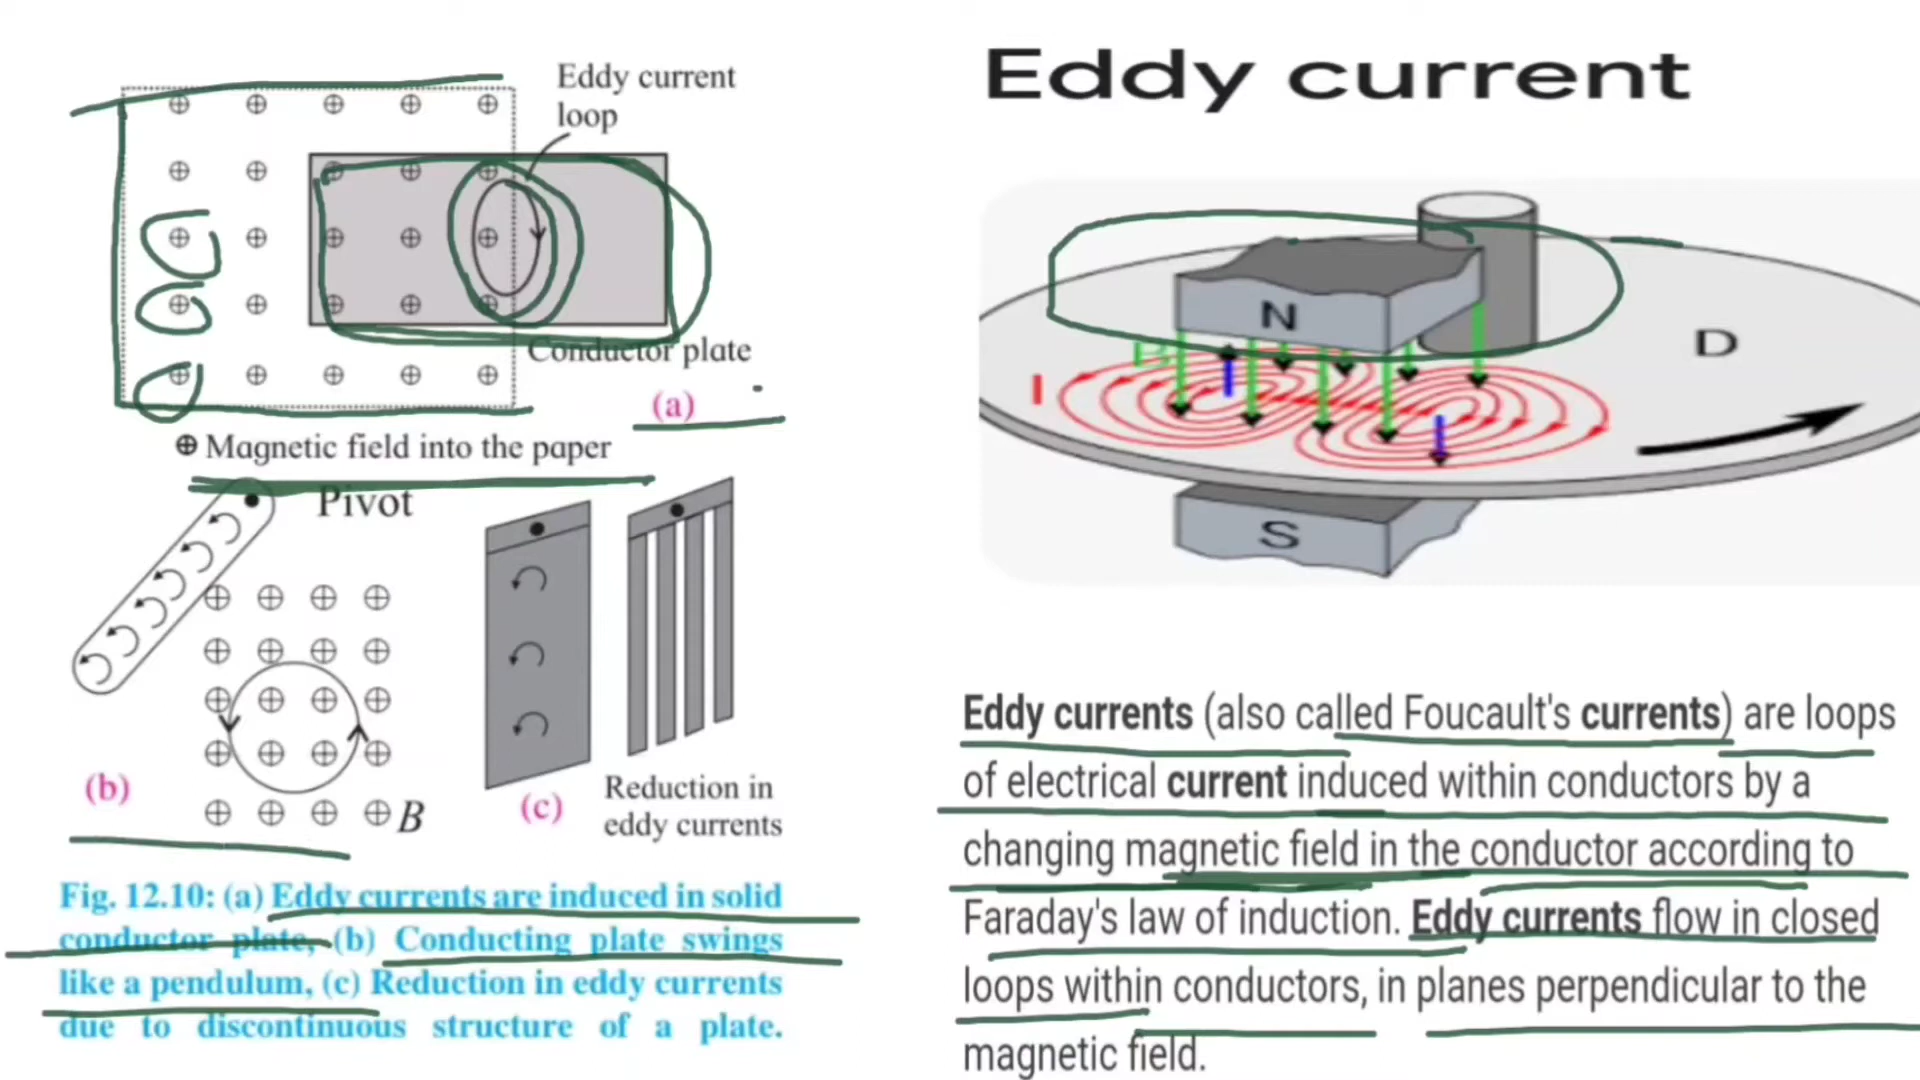 Eddy current
loop
Conductor plate
(a)
⊕ Magnetic field into the paper
Pivot
(b)
B
(c)
Reduction in
eddy currents
Fig. 12.10: (a) Eddy currents are induced in solid
conductor plate, (b) Conducting plate swings
like a pendulum, (c) Reduction in eddy currents
due to discontinuous structure of a plate.
Eddy current
N
D
B
I
S
Eddy currents (also called Foucault's currents) are loops
of electrical current induced within conductors by a
changing magnetic field in the conductor according to
Faraday's law of induction. Eddy currents flow in closed
loops within conductors, in planes perpendicular to the
magnetic field.